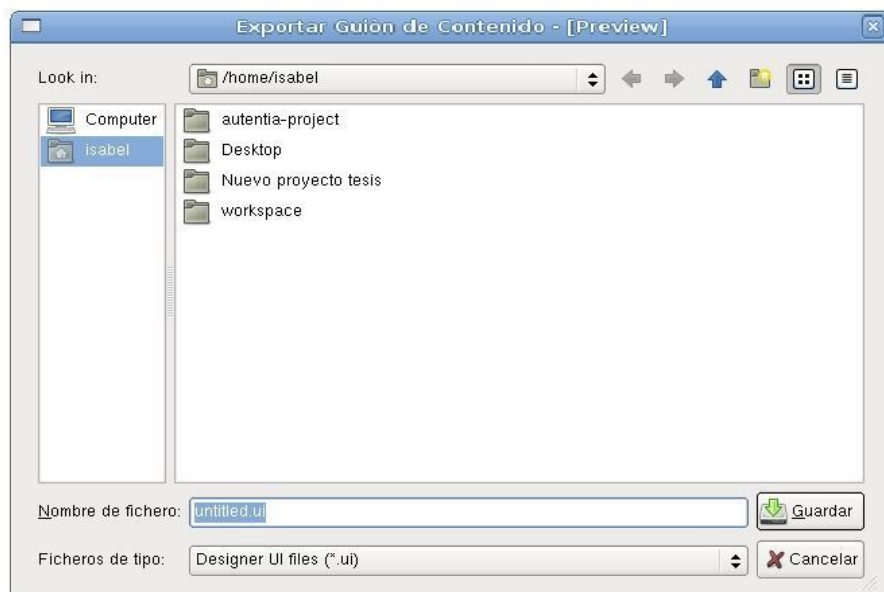 Exportar Guiòn de Contenido - [Preview]
Look in:
/home/isabel
Computer
isabel
autentia-project
Desktop
Nuevo proyecto tesis
workspace
Nombre de fichero:
untitled.ui
Guardar
Ficheros de tipo:
Designer UI files (*.ui)
Cancelar